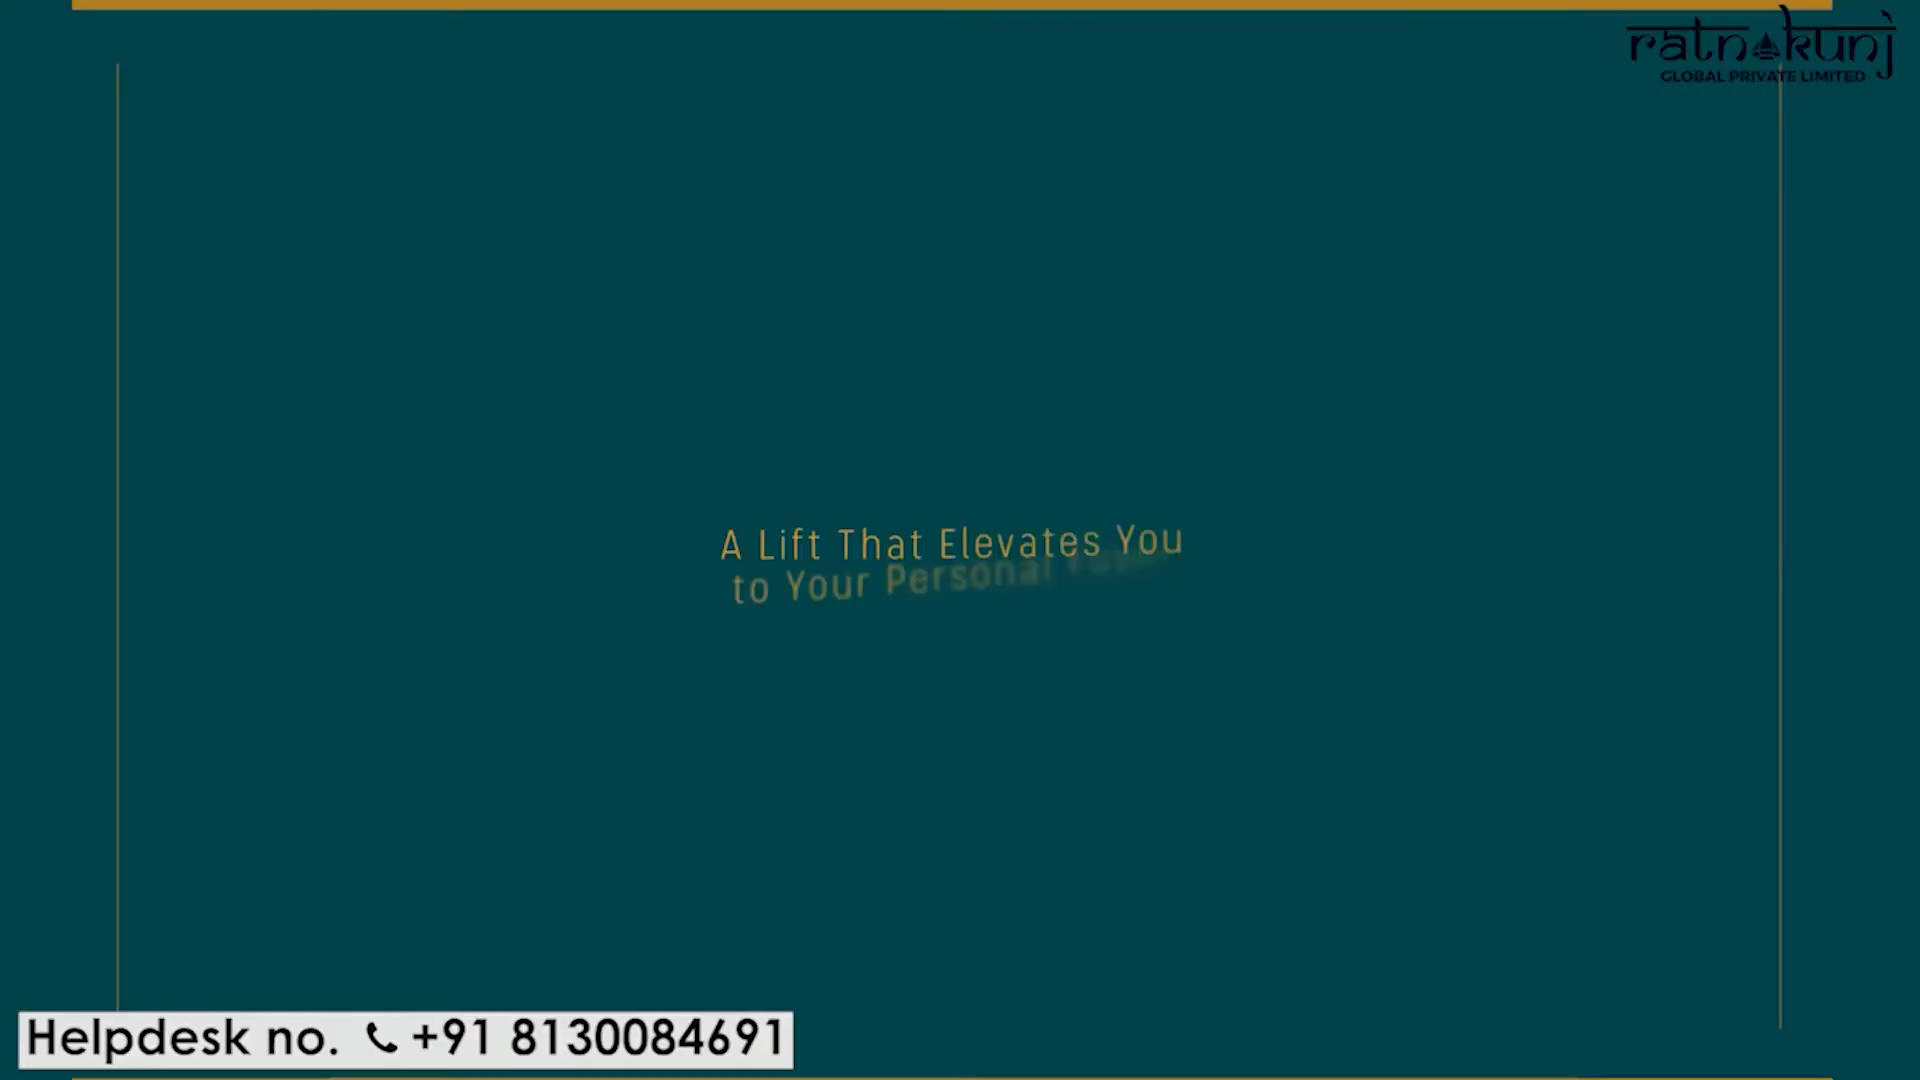 ratnakunj
GLOBAL PRIVATE LIMITED
A Lift That Elevates You
to Your Personal
Helpdesk no. +91 8130084691